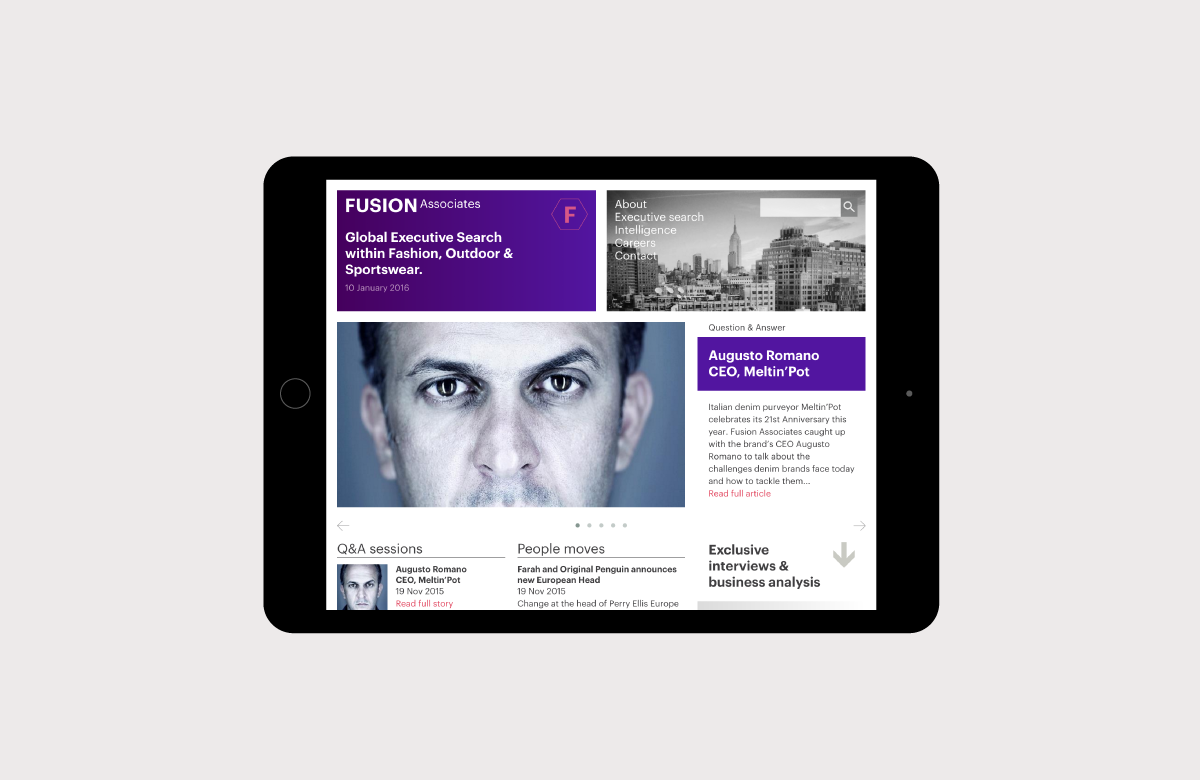 FUSION Associates
F
Global Executive Search
within Fashion, Outdoor &
Sportswear.
10 January 2016
About
Executive search
Intelligence
Careers
Contact
Question & Answer
Augusto Romano
CEO, Meltin'Pot
Italian denim purveyor Meltin'Pot
celebrates its 21st Anniversary this
year. Fusion Associates caught up
with the brand's CEO Augusto
Romano to talk about the
challenges denim brands face today
and how to tackle them...
Read full article
Q&A sessions
Augusto Romano
CEO, Meltin'Pot
19 Nov 2015
Read full story
People moves
Farah and Original Penguin announces
new European Head
19 Nov 2015
Change at the head of Perry Ellis Europe
Exclusive
interviews &
business analysis